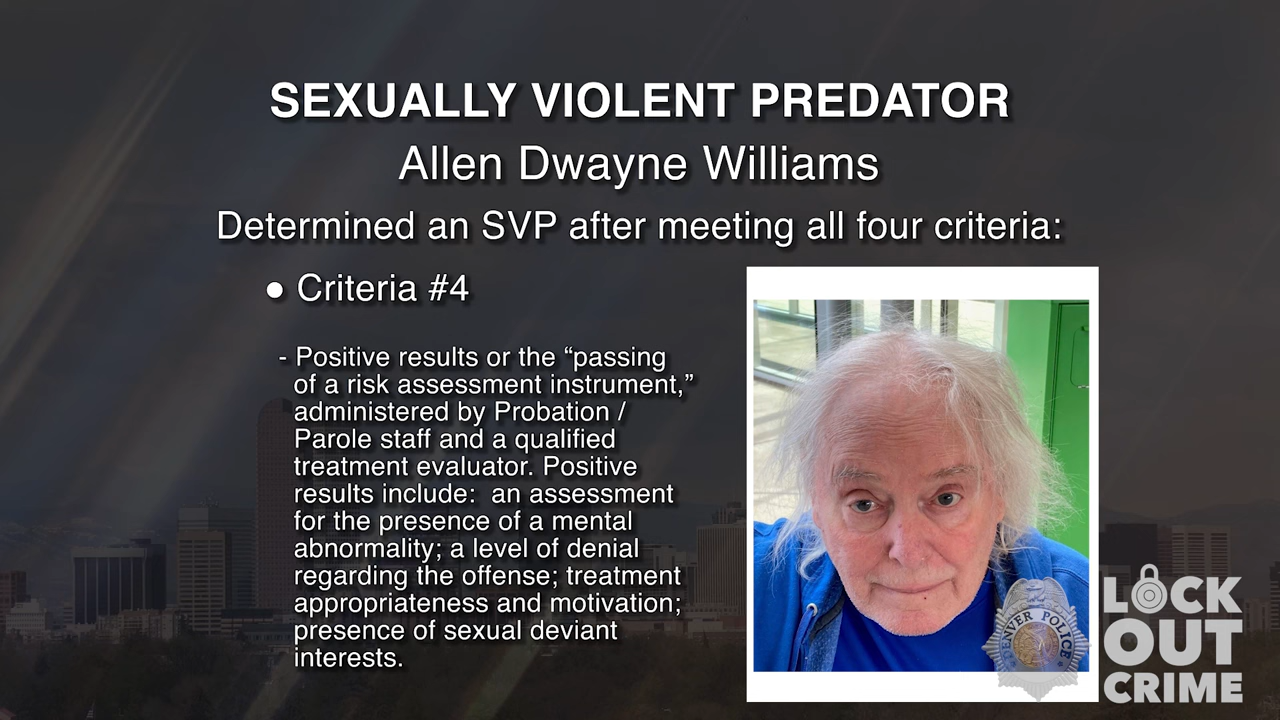 SEXUALLY VIOLENT PREDATOR
Allen Dwayne Williams
Determined an SVP after meeting all four criteria:
● Criteria #4
- Positive results or the “passing
of a risk assessment instrument,”
administered by Probation /
Parole staff and a qualified
treatment evaluator. Positive
results include:  an assessment
for the presence of a mental
abnormality; a level of denial
regarding the offense; treatment
appropriateness and motivation;
presence of sexual deviant
interests.
DENVER POLICE
LOCK
OUT
CRIME